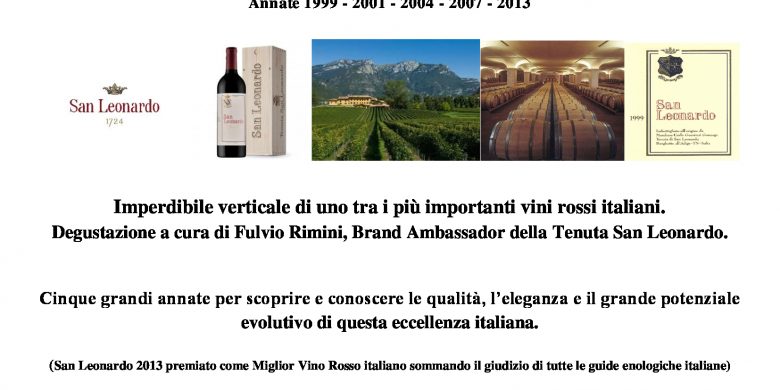 Annate 1999 - 2001 - 2004 - 2007 - 2013
San Leonardo
1724
San Leonardo
San
Leonardo
San
Leonardo
1999
Imperdibile verticale di uno tra i più importanti vini rossi italiani.
Degustazione a cura di Fulvio Rimini, Brand Ambassador della Tenuta San Leonardo.
Cinque grandi annate per scoprire e conoscere le qualità, l’eleganza e il grande potenziale
evolutivo di questa eccellenza italiana.
(San Leonardo 2013 premiato come Miglior Vino Rosso italiano sommando il giudizio di tutte le guide enologiche italiane)